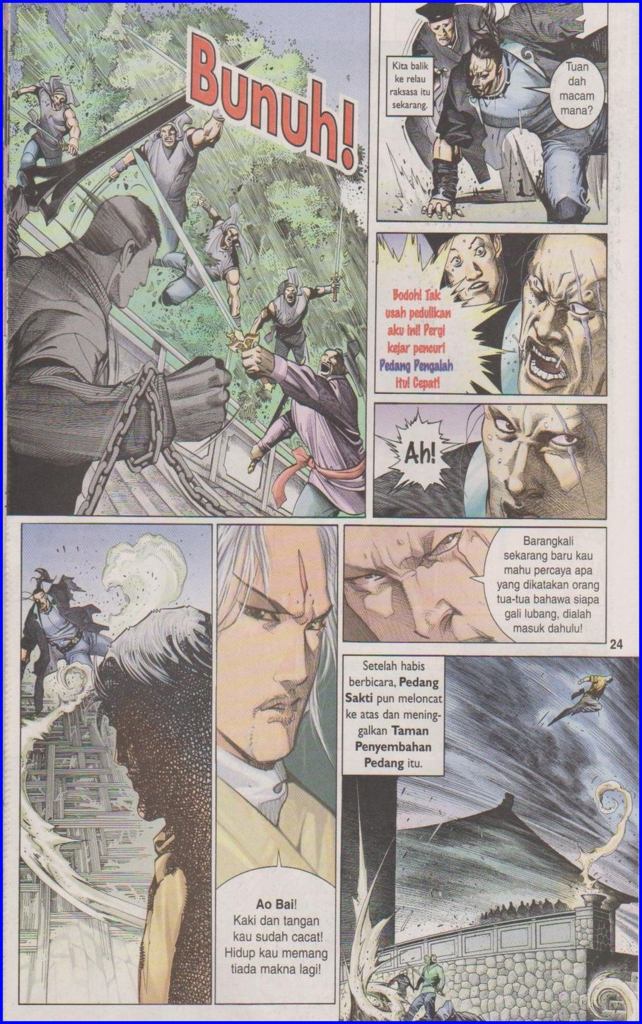 Bunuh!
Kita balik
ke relau
raksasa itu
sekarang.
Tuan
dah
macam
mana?
Bodoh! Tak
usah pedulikan
aku ini! Pergi
kejar pencuri
Pedang Pengalah
itu! Cepat!
Ah!
Ao Bai!
Kaki dan tangan
kau sudah cacat!
Hidup kau memang
tiada makna lagi!
Barangkali
sekarang baru kau
mahu percaya apa
yang dikatakan orang
tua-tua bahawa siapa
gali lubang, dialah
masuk dahulu!
24
Setelah habis
berbicara, Pedang
Sakti pun meloncat
ke atas dan mening-
galkan Taman
Penyembahan
Pedang itu.